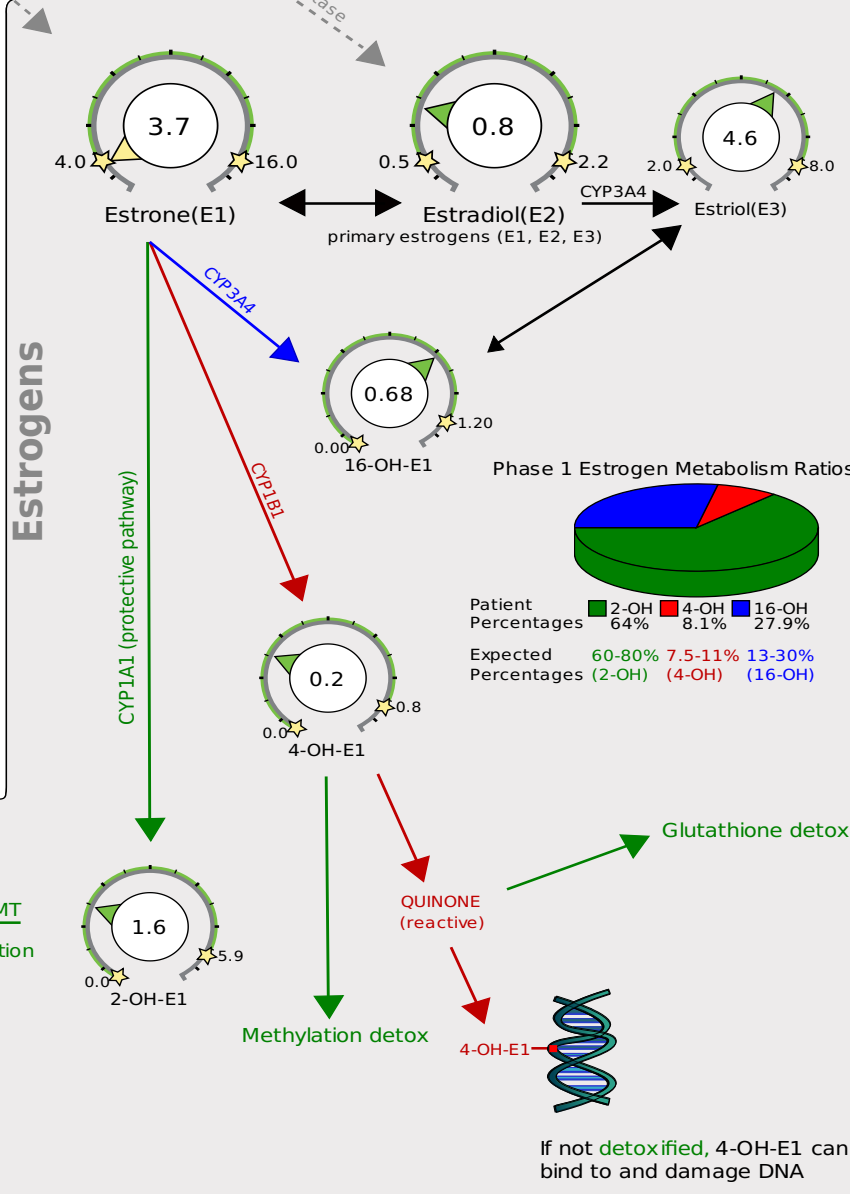 3.7
0.8
4.6
4.0
16.0
0.5
2.2
2.0
8.0
Estrone(E1)
Estradiol(E2)
CYP3A4
Estriol(E3)
primary estrogens (E1, E2, E3)
CYP3A4
0.68
0.00
1.20
16-OH-E1
Estrogens
CYP1B1
CYP1A1 (protective pathway)
Phase 1 Estrogen Metabolism Ratios
Patient Percentages
2-OH 64%
4-OH 8.1%
16-OH 27.9%
Expected Percentages
60-80% (2-OH)
7.5-11% (4-OH)
13-30% (16-OH)
0.2
0.0
0.8
4-OH-E1
Glutathione detox
QUINONE
(reactive)
MT
tion
1.6
0.0
5.9
2-OH-E1
Methylation detox
4-OH-E1
If not detoxified, 4-OH-E1 can
bind to and damage DNA